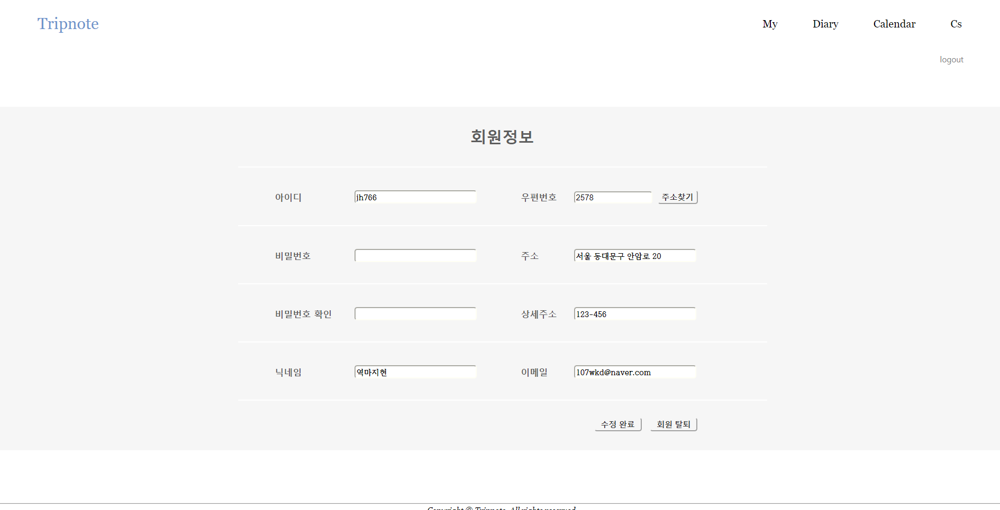 Tripnote
My Diary Calendar Cs
logout
회원정보
아이디 jh766 우편번호 2578 주소찾기
비밀번호 주소 서울 동대문구 안암로 20
비밀번호 확인 상세주소 123-456
닉네임 역마지현 이메일 107wkd@naver.com
수정 완료 회원 탈퇴
Copyright © Tripnote. All rights reserved.